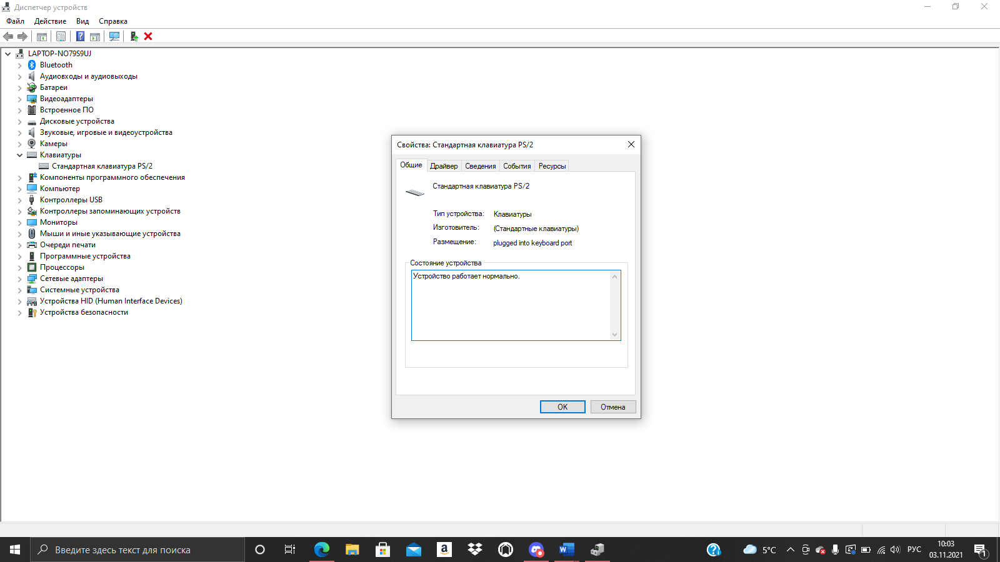 Диспетчер устройств
Файл Действие Вид Справка
LAPTOP-NO79S9UJ
Bluetooth
Аудиовходы и аудиовыходы
Батареи
Видеоадаптеры
Встроенное ПО
Дисковые устройства
Звуковые, игровые и видеоустройства
Камеры
Клавиатуры
Стандартная клавиатура PS/2
Компоненты программного обеспечения
Компьютер
Контроллеры USB
Контроллеры запоминающих устройств
Мониторы
Мыши и иные указывающие устройства
Очереди печати
Программные устройства
Процессоры
Сетевые адаптеры
Системные устройства
Устройства HID (Human Interface Devices)
Устройства безопасности
Свойства: Стандартная клавиатура PS/2
Общие Драйвер Сведения События Ресурсы
Стандартная клавиатура PS/2
Тип устройства: Клавиатуры
Изготовитель: (Стандартные клавиатуры)
Размещение: plugged into keyboard port
Состояние устройства
Устройство работает нормально.
OK Отмена
Введите здесь текст для поиска
5°C
РУС
10:03
03.11.2021
1